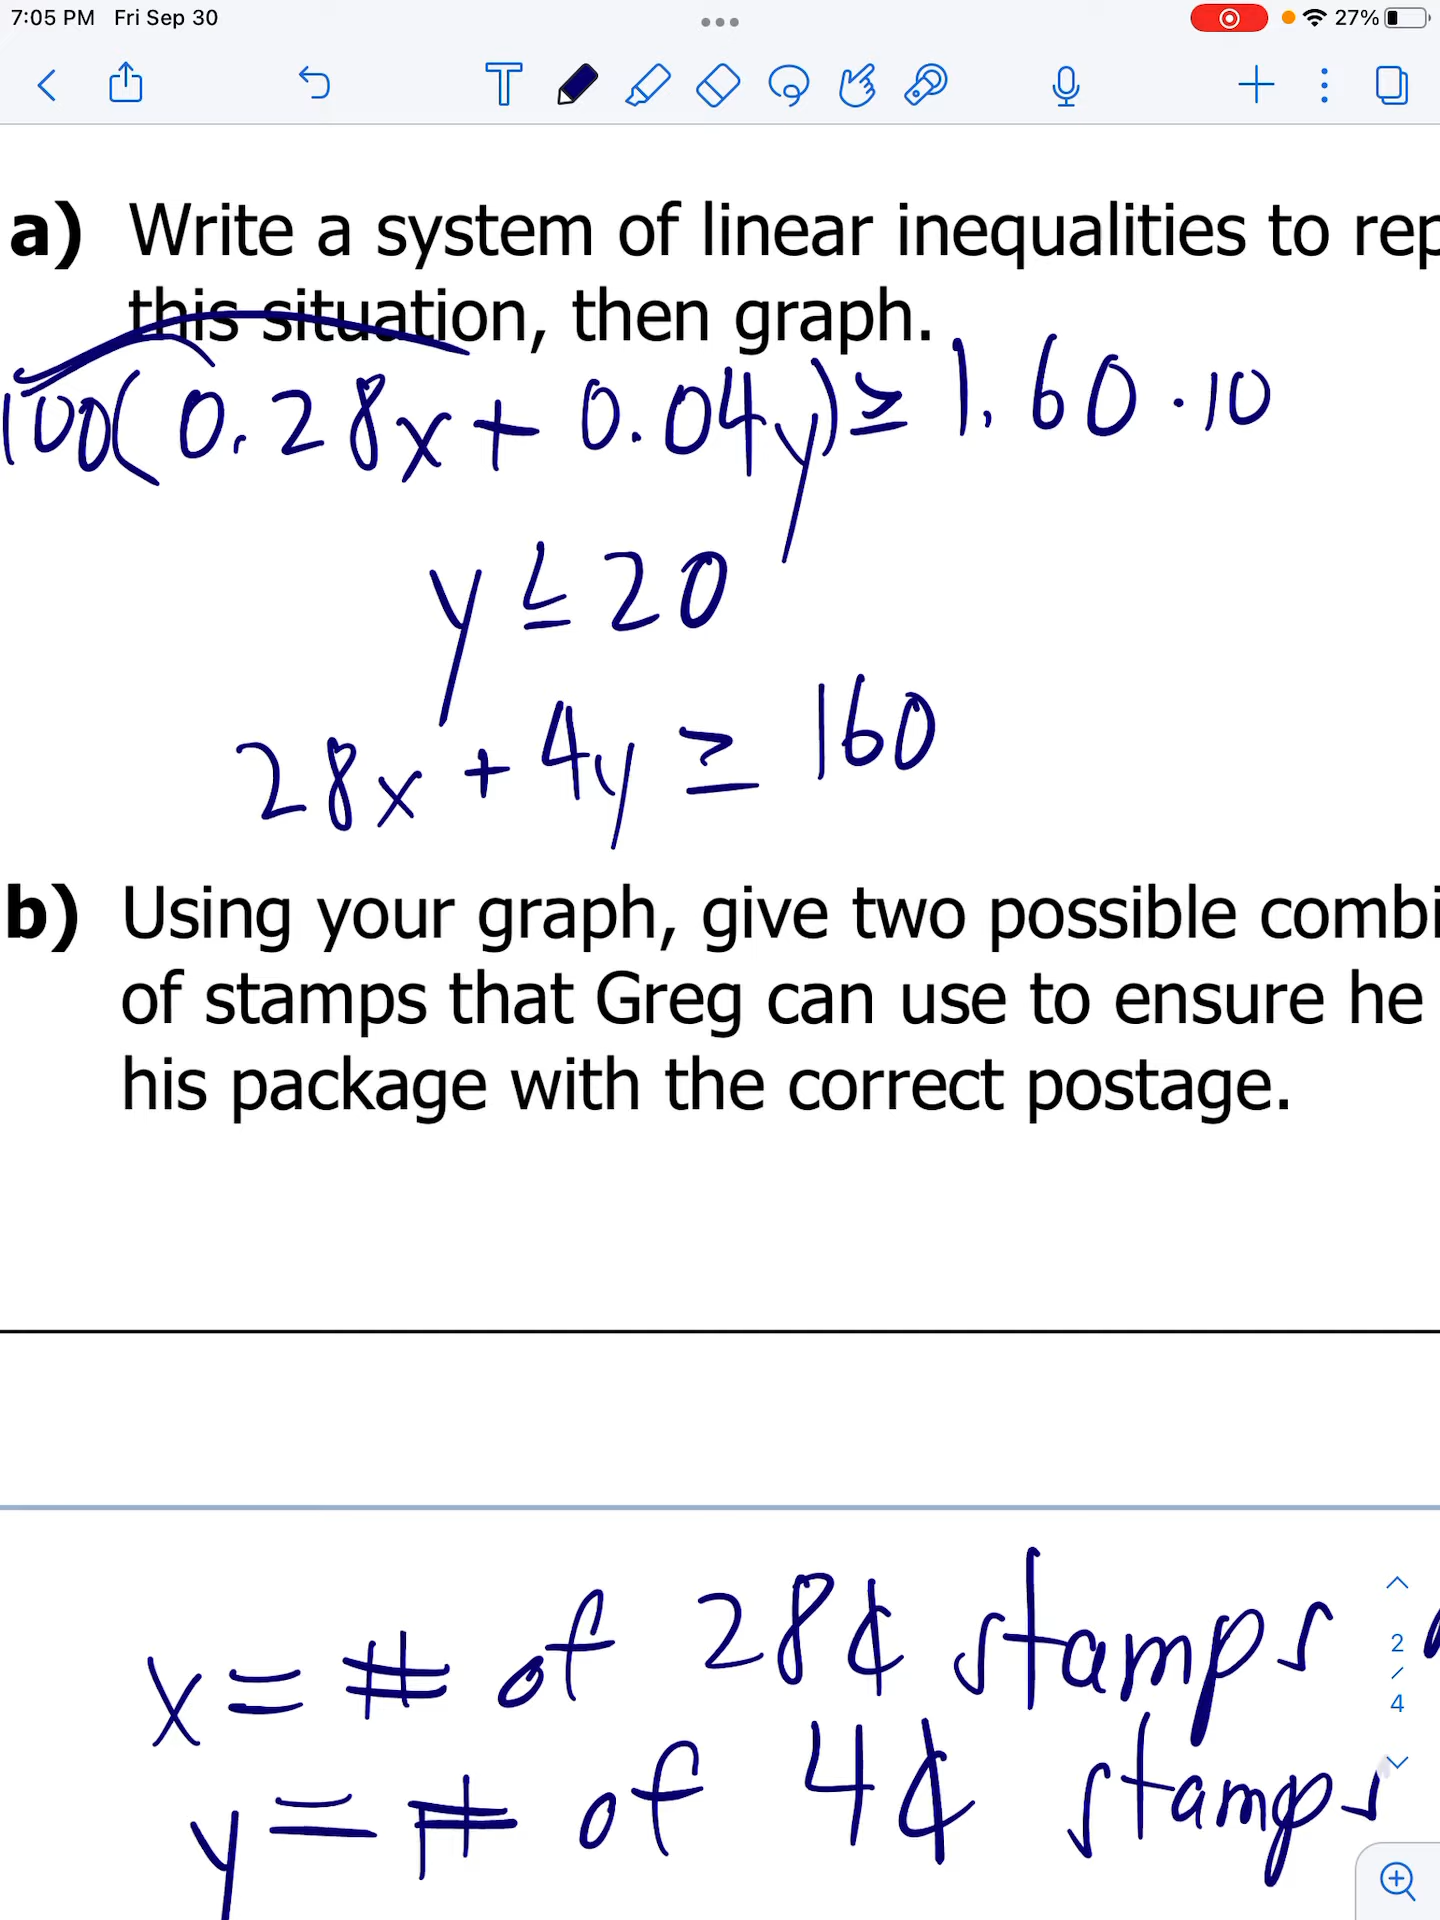 7:05 PM Fri Sep 30 27%
a) Write a system of linear inequalities to rep
this situation, then graph.
100(0.28x + 0.04y) ≥ 1.60 · 10
y ≤ 20
28x + 4y ≥ 160
b) Using your graph, give two possible combi
of stamps that Greg can use to ensure he
his package with the correct postage.
x = # of 28¢ stamps
y = # of 4¢ stamps
2
/
4